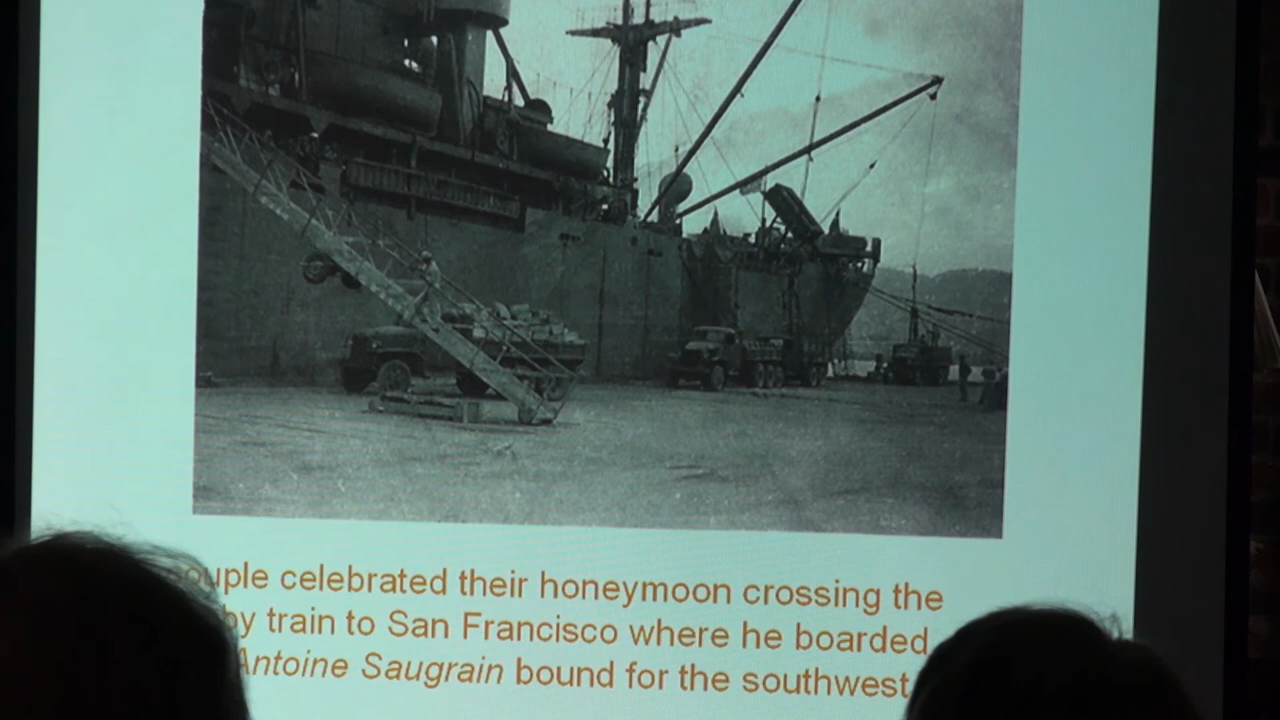 couple celebrated their honeymoon crossing the
by train to San Francisco where he boarded
Antoine Saugrain bound for the southwest